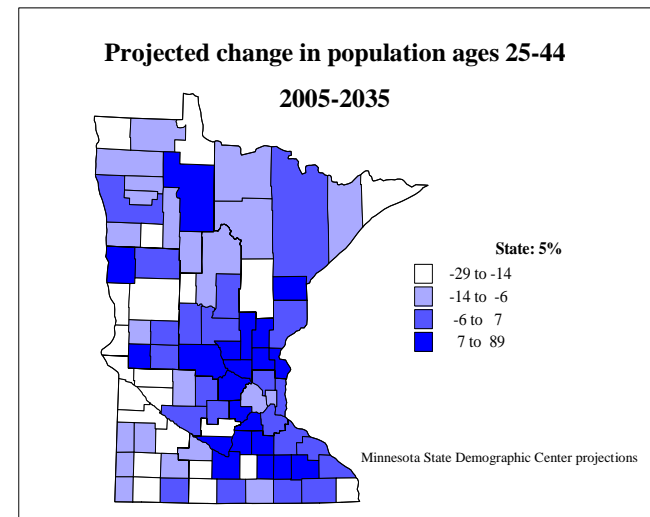 Projected change in population ages 25-44
2005-2035
State: 5%
-29 to -14
-14 to -6
-6 to 7
7 to 89
Minnesota State Demographic Center projections